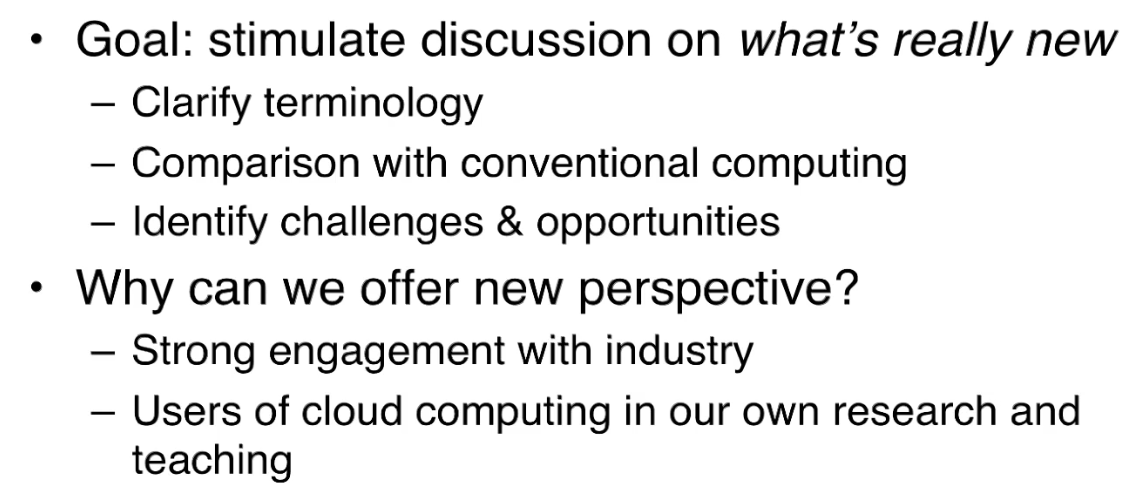 • Goal: stimulate discussion on what's really new
– Clarify terminology
– Comparison with conventional computing
– Identify challenges & opportunities
• Why can we offer new perspective?
– Strong engagement with industry
– Users of cloud computing in our own research and
teaching